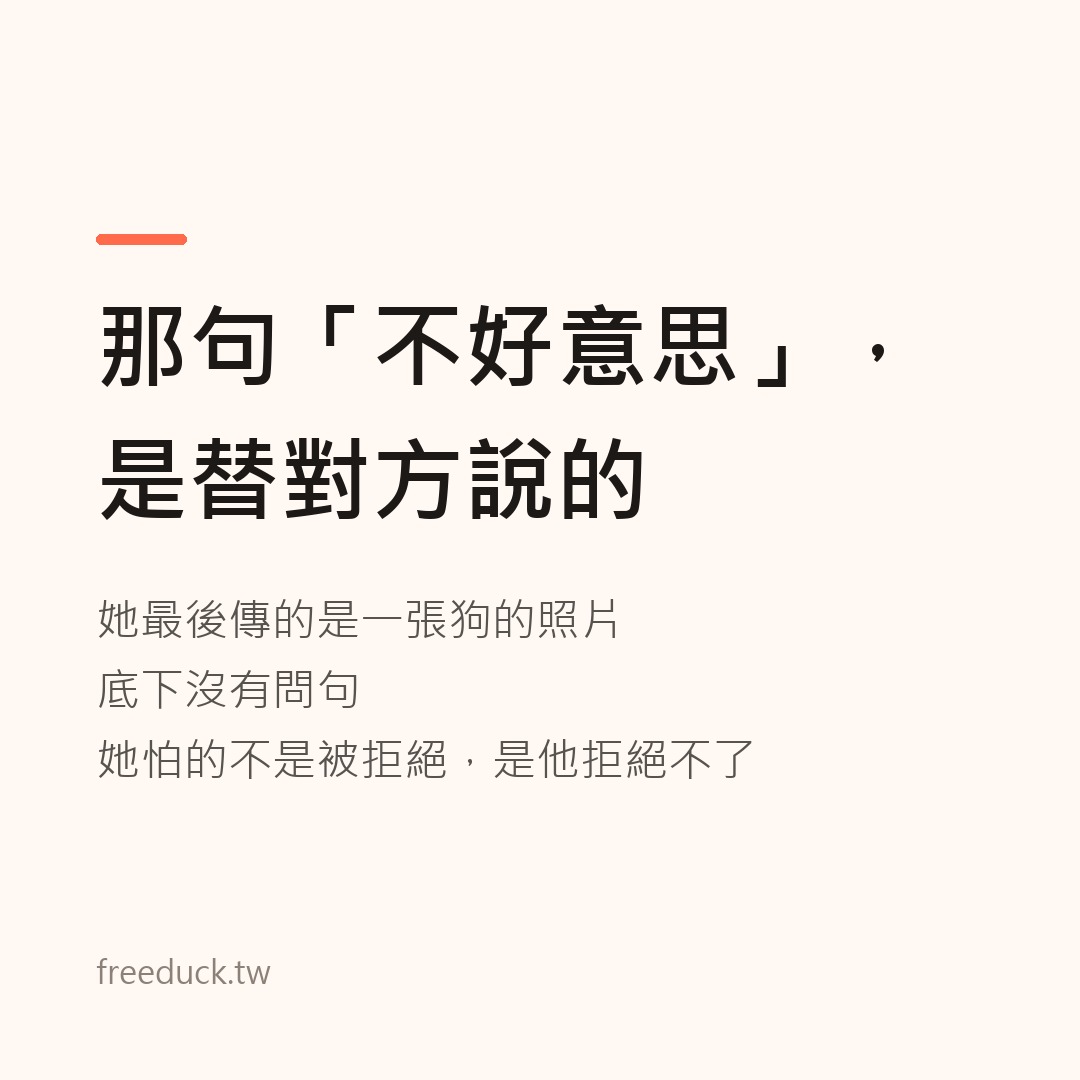 那句「不好意思」，
是替對方說的
她最後傳的是一張狗的照片
底下沒有問句
她怕的不是被拒絕，是他拒絕不了
freeduck.tw